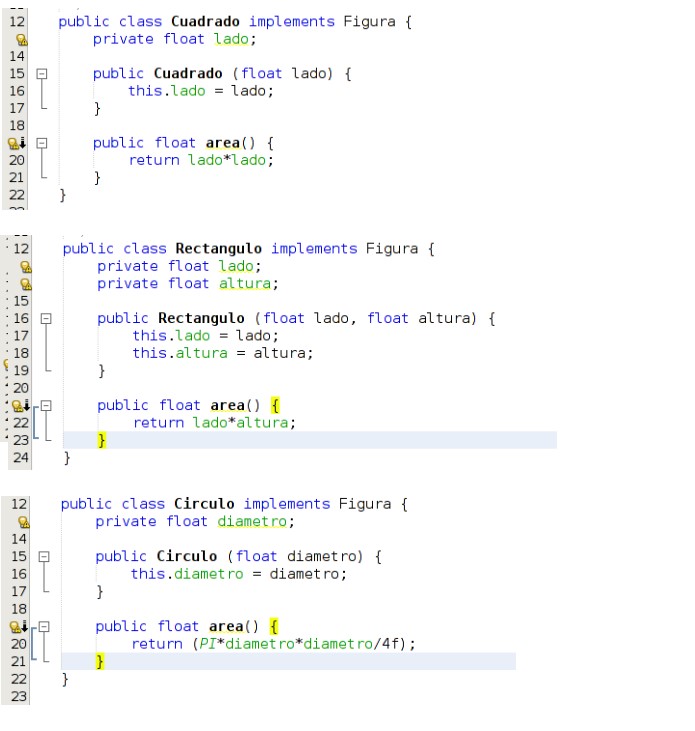 12 public class Cuadrado implements Figura {
private float lado;
14
15 public Cuadrado (float lado) {
16 this.lado = lado;
17 }
18
public float area() {
20 return lado*lado;
21 }
22 }
12 public class Rectangulo implements Figura {
private float lado;
private float altura;
15
16 public Rectangulo (float lado, float altura) {
17 this.lado = lado;
18 this.altura = altura;
19 }
20
public float area() {
22 return lado*altura;
23 }
24 }
12 public class Circulo implements Figura {
private float diametro;
14
15 public Circulo (float diametro) {
16 this.diametro = diametro;
17 }
18
public float area() {
20 return (PI*diametro*diametro/4f);
21 }
22 }
23